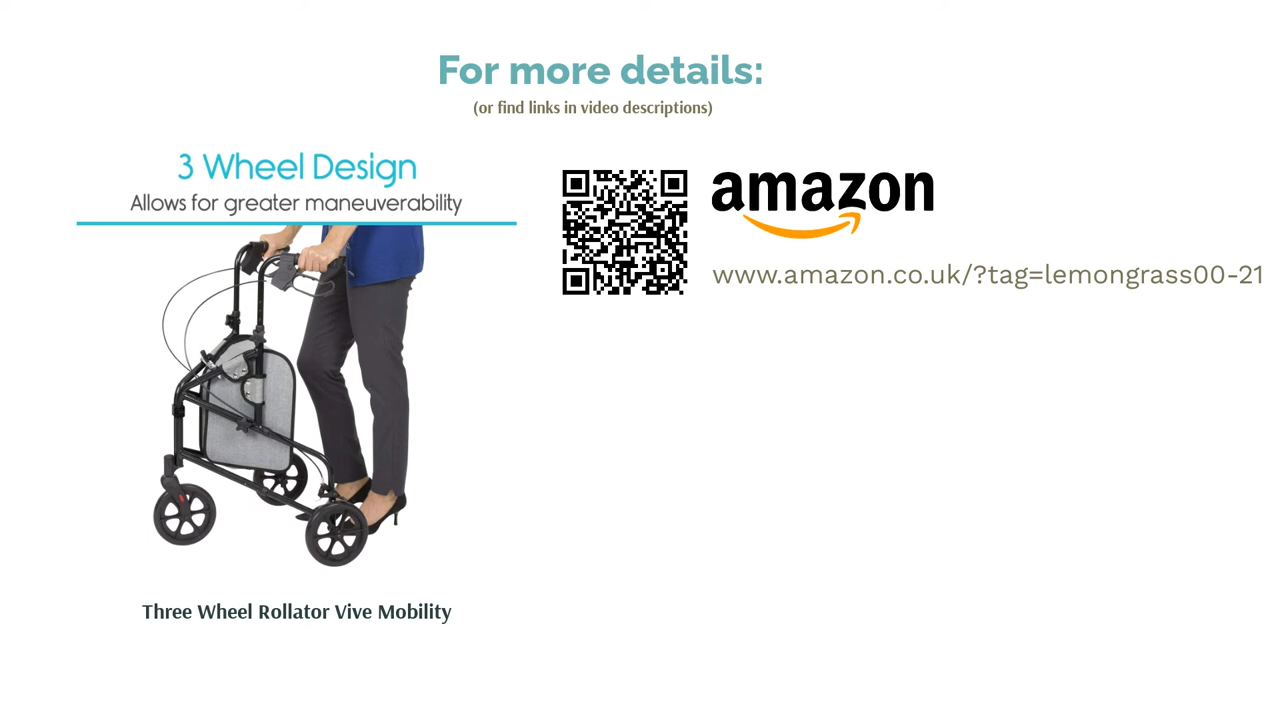 For more details:
(or find links in video descriptions)
3 Wheel Design
Allows for greater maneuverability
amazon
www.amazon.co.uk/?tag=lemongrass00-21
Three Wheel Rollator Vive Mobility